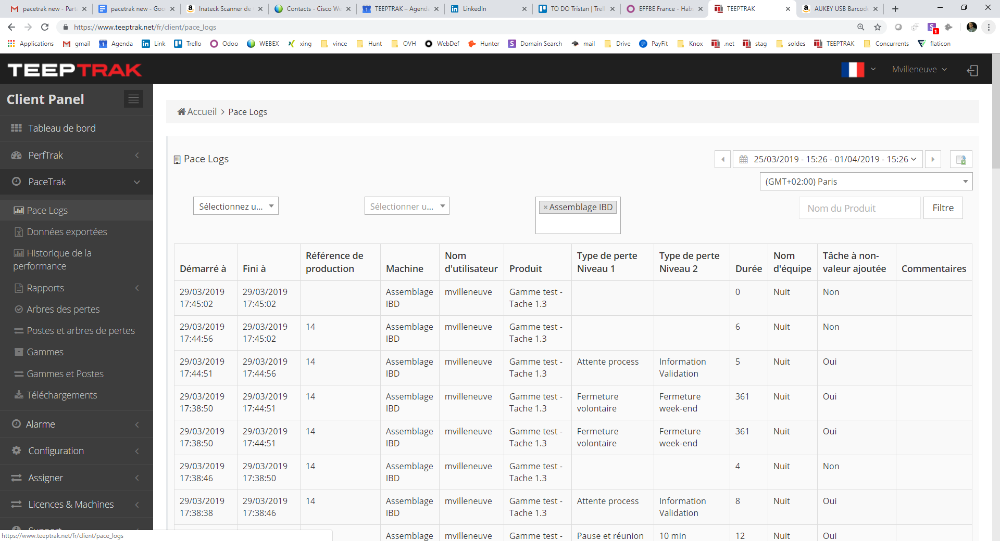 pacetrak new - Part
pacetrak new - Goo
Inateck Scanner de
Contacts - Cisco We
TEEPTRAK – Agenda
LinkedIn
TO DO Tristan | Trell
EFFBE France - Hab
TEEPTRAK
AUKEY USB Barcode
https://www.teeptrak.net/fr/client/pace_logs
1
Applications
gmail
Agenda
Link
Trello
Odoo
WEBEX
xing
vince
Hunt
OVH
WebDef
Hunter
Domain Search
mail
Drive
PayFit
Knox
.net
stag
soldes
TEEPTRAK
Concurrents
flaticon
TEEPTRAK
Mvilleneuve
Client Panel
Tableau de bord
PerfTrak
PaceTrak
Pace Logs
Données exportées
Historique de la
performance
Rapports
Arbres des pertes
Postes et arbres de pertes
Gammes
Gammes et Postes
Téléchargements
Alarme
Configuration
Assigner
Licences & Machines
Support
https://www.teeptrak.net/fr/client/pace_logs
Accueil > Pace Logs
Pace Logs
25/03/2019 - 15:26 - 01/04/2019 - 15:26
(GMT+02:00) Paris
Sélectionnez u...
Sélectionner u...
×Assemblage IBD
Nom du Produit
Filtre
Démarré à
Fini à
Référence de
production
Machine
Nom
d'utilisateur
Produit
Type de perte
Niveau 1
Type de perte
Niveau 2
Durée
Nom
d'équipe
Tâche à non-
valeur ajoutée
Commentaires
29/03/2019 29/03/2019 Assemblage mvilleneuve Gamme test - 0 Nuit Non
17:45:02 17:45:02 IBD Tache 1.3
29/03/2019 29/03/2019 14 Assemblage mvilleneuve Gamme test - 6 Nuit Non
17:44:56 17:45:02 IBD Tache 1.3
29/03/2019 29/03/2019 14 Assemblage mvilleneuve Gamme test - Attente process Information 5 Nuit Oui
17:44:51 17:44:56 IBD Tache 1.3 Validation
29/03/2019 29/03/2019 14 Assemblage mvilleneuve Gamme test - Fermeture Fermeture 361 Nuit Oui
17:38:50 17:44:51 IBD Tache 1.3 volontaire week-end
29/03/2019 29/03/2019 14 Assemblage mvilleneuve Gamme test - Fermeture Fermeture 361 Nuit Oui
17:38:50 17:44:51 IBD Tache 1.3 volontaire week-end
29/03/2019 29/03/2019 14 Assemblage mvilleneuve Gamme test - 4 Nuit Non
17:38:46 17:38:50 IBD Tache 1.3
29/03/2019 29/03/2019 14 Assemblage mvilleneuve Gamme test - Attente process Information 8 Nuit Oui
17:38:38 17:38:46 IBD Tache 1.3 Validation
Assemblage mvilleneuve Gamme test - Pause et réunion 10 min 12 Nuit Oui